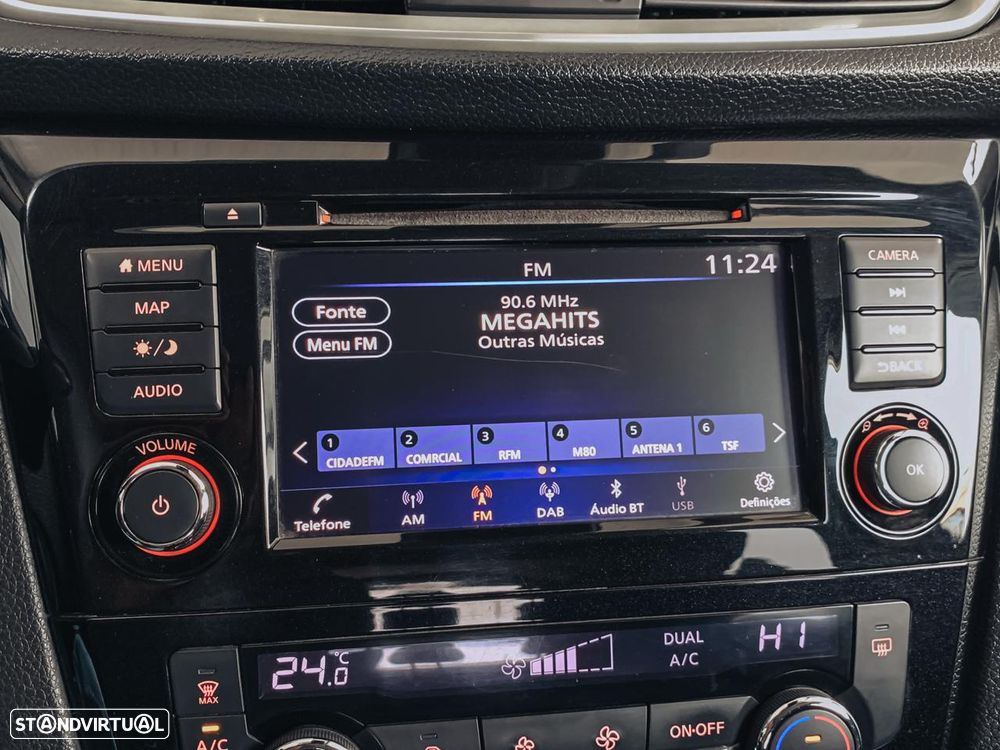 MENU
MAP
AUDIO
VOLUME
FM
11:24
Fonte
Menu FM
90.6 MHz
MEGAHITS
Outras Músicas
1 CIDADEFM
2 COMRCIAL
3 RFM
4 M80
5 ANTENA 1
6 TSF
Telefone
AM
FM
DAB
Áudio BT
USB
Definições
CAMERA
BACK
OK
24.0 °C
DUAL
A/C
HI
MAX
A/C
ON·OFF
STANDVIRTUAL